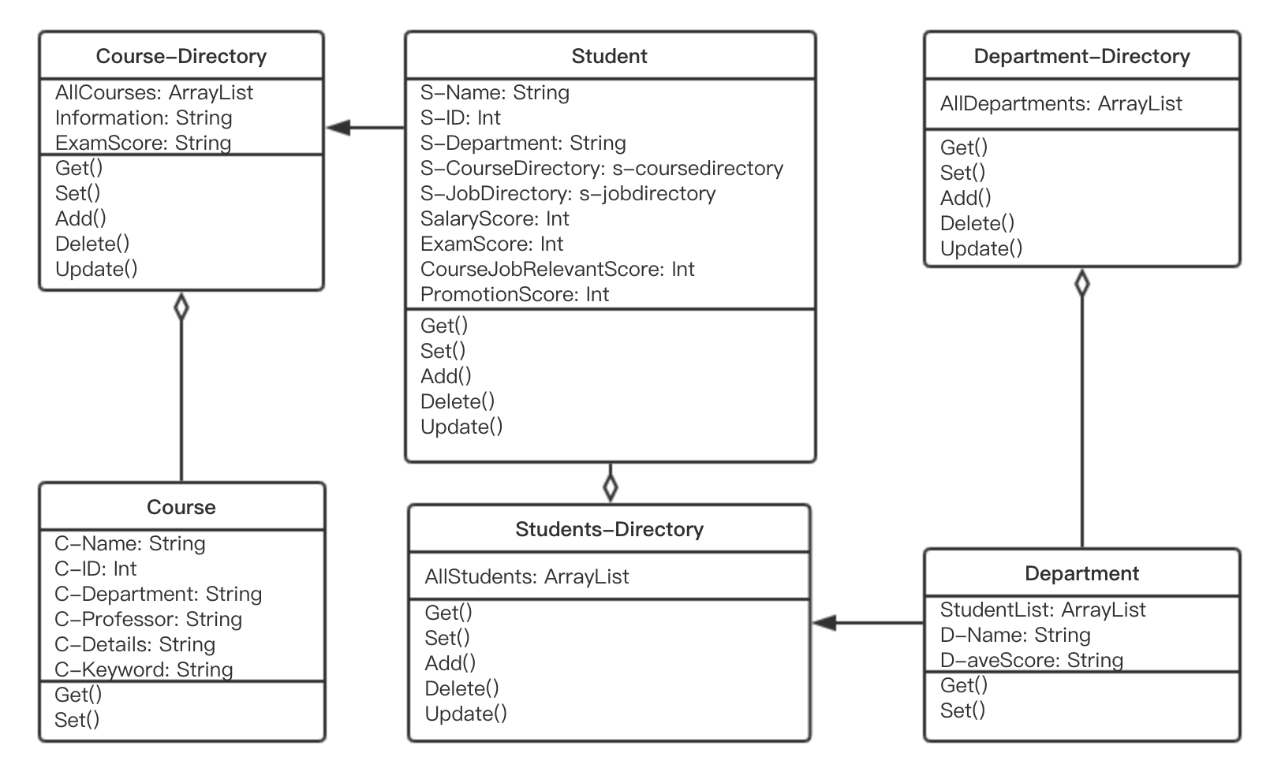 Course-Directory
AllCourses: ArrayList
Information: String
ExamScore: String
Get()
Set()
Add()
Delete()
Update()
Student
S-Name: String
S-ID: Int
S-Department: String
S-CourseDirectory: s-coursedirectory
S-JobDirectory: s-jobdirectory
SalaryScore: Int
ExamScore: Int
CourseJobRelevantScore: Int
PromotionScore: Int
Get()
Set()
Add()
Delete()
Update()
Department-Directory
AllDepartments: ArrayList
Get()
Set()
Add()
Delete()
Update()
Course
C-Name: String
C-ID: Int
C-Department: String
C-Professor: String
C-Details: String
C-Keyword: String
Get()
Set()
Students-Directory
AllStudents: ArrayList
Get()
Set()
Add()
Delete()
Update()
Department
StudentList: ArrayList
D-Name: String
D-aveScore: String
Get()
Set()